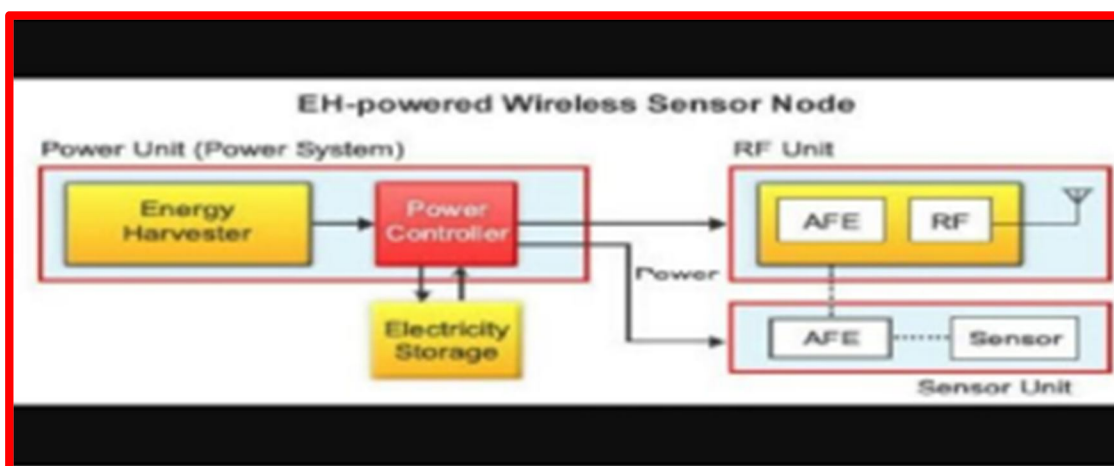 EH-powered Wireless Sensor Node
Power Unit (Power System)
RF Unit
Energy
Harvester
Power
Controller
AFE
RF
Power
Electricity
Storage
AFE
Sensor
Sensor Unit